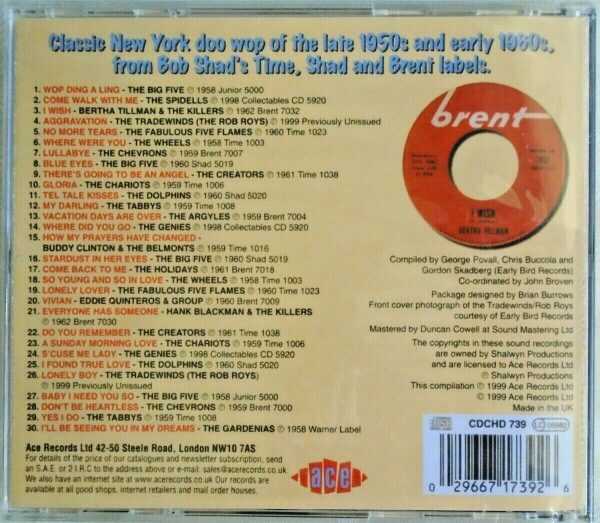 Classic New York doo wop of the late 1950s and early 1960s,
from Bob Shad's Time, Shad and Brent labels.
1. WOP DING A LING - THE BIG FIVE ℗ 1958 Junior 5000
2. COME WALK WITH ME - THE SPIDELLS ℗ 1998 Collectables CD 5920
3. I WISH - BERTHA TILLMAN & THE KILLERS ℗ 1962 Brent 7032
4. AGGRAVATION - THE TRADEWINDS (THE ROB ROYS) ℗ 1999 Previously Unissued
5. NO MORE TEARS - THE FABULOUS FIVE FLAMES ℗ 1960 Time 1023
6. WHERE WERE YOU - THE WHEELS ℗ 1958 Time 1003
7. LULLABYE - THE CHEVRONS ℗ 1959 Brent 7007
8. BLUE EYES - THE BIG FIVE ℗ 1960 Shad 5019
9. THERE'S GOING TO BE AN ANGEL - THE CREATORS ℗ 1961 Time 1038
10. GLORIA - THE CHARIOTS ℗ 1959 Time 1006
11. TEL TALE KISSES - THE DOLPHINS ℗ 1960 Shad 5020
12. MY DARLING - THE TABBYS ℗ 1959 Time 1008
13. VACATION DAYS ARE OVER - THE ARGYLES ℗ 1959 Brent 7004
14. WHERE DID YOU GO - THE GENIES ℗ 1998 Collectables CD 5920
15. HOW MY PRAYERS HAVE CHANGED -
BUDDY CLINTON & THE BELMONTS ℗ 1959 Time 1016
16. STARDUST IN HER EYES - THE BIG FIVE ℗ 1960 Shad 5019
17. COME BACK TO ME - THE HOLIDAYS ℗ 1961 Brent 7018
18. SO YOUNG AND SO IN LOVE - THE WHEELS ℗ 1958 Time 1003
19. LONELY LOVER - THE FABULOUS FIVE FLAMES ℗ 1960 Time 1023
20. VIVIAN - EDDIE QUINTEROS & GROUP ℗ 1960 Brent 7009
21. EVERYONE HAS SOMEONE - HANK BLACKMAN & THE KILLERS
℗ 1962 Brent 7030
22. DO YOU REMEMBER - THE CREATORS ℗ 1961 Time 1038
23. A SUNDAY MORNING LOVE - THE CHARIOTS ℗ 1959 Time 1006
24. S'CUSE ME LADY - THE GENIES ℗ 1998 Collectables CD 5920
25. I FOUND TRUE LOVE - THE DOLPHINS ℗ 1960 Shad 5020
26. LONELY BOY - THE TRADEWINDS (THE ROB ROYS)
℗ 1999 Previously Unissued
27. BABY I NEED YOU SO - THE BIG FIVE ℗ 1958 Junior 5000
28. DON'T BE HEARTLESS - THE CHEVRONS ℗ 1959 Brent 7000
29. YES I DO - THE TABBYS ℗ 1959 Time 1008
30. I'LL BE SEEING YOU IN MY DREAMS - THE GARDENIAS ℗ 1958 Warner Label
Ace Records Ltd 42-50 Steele Road, London NW10 7AS
For details of the price of our catalogues and newsletter subscription, send
an S.A.E. or 2 I.R.C to the address above or e-mail: sales@acerecords.co.uk
www.acerecords.co.uk Ace recordings are
available at all good shops, internet retailers and mail order houses.
ace
brent
I WISH
BERTHA TILLMAN
Compiled by George Povall, Chris Buccola and
Gordon Skadberg (Early Bird Records)
Co-ordinated by John Broven
Package designed by Brian Burrows
Front cover photograph of the Tradewinds/Rob Roys
courtesy of Early Bird Records
Mastered by Duncan Cowell at Sound Mastering Ltd
The copyrights in these sound recordings
are owned by Shalwyn Productions
and are licensed to Ace Records Ltd
℗ Shalwyn Productions
This compilation ℗ 1999 Ace Records Ltd
© 1999 Ace Records Ltd
Made in the UK
CDCHD 739
0 29667 17392 6